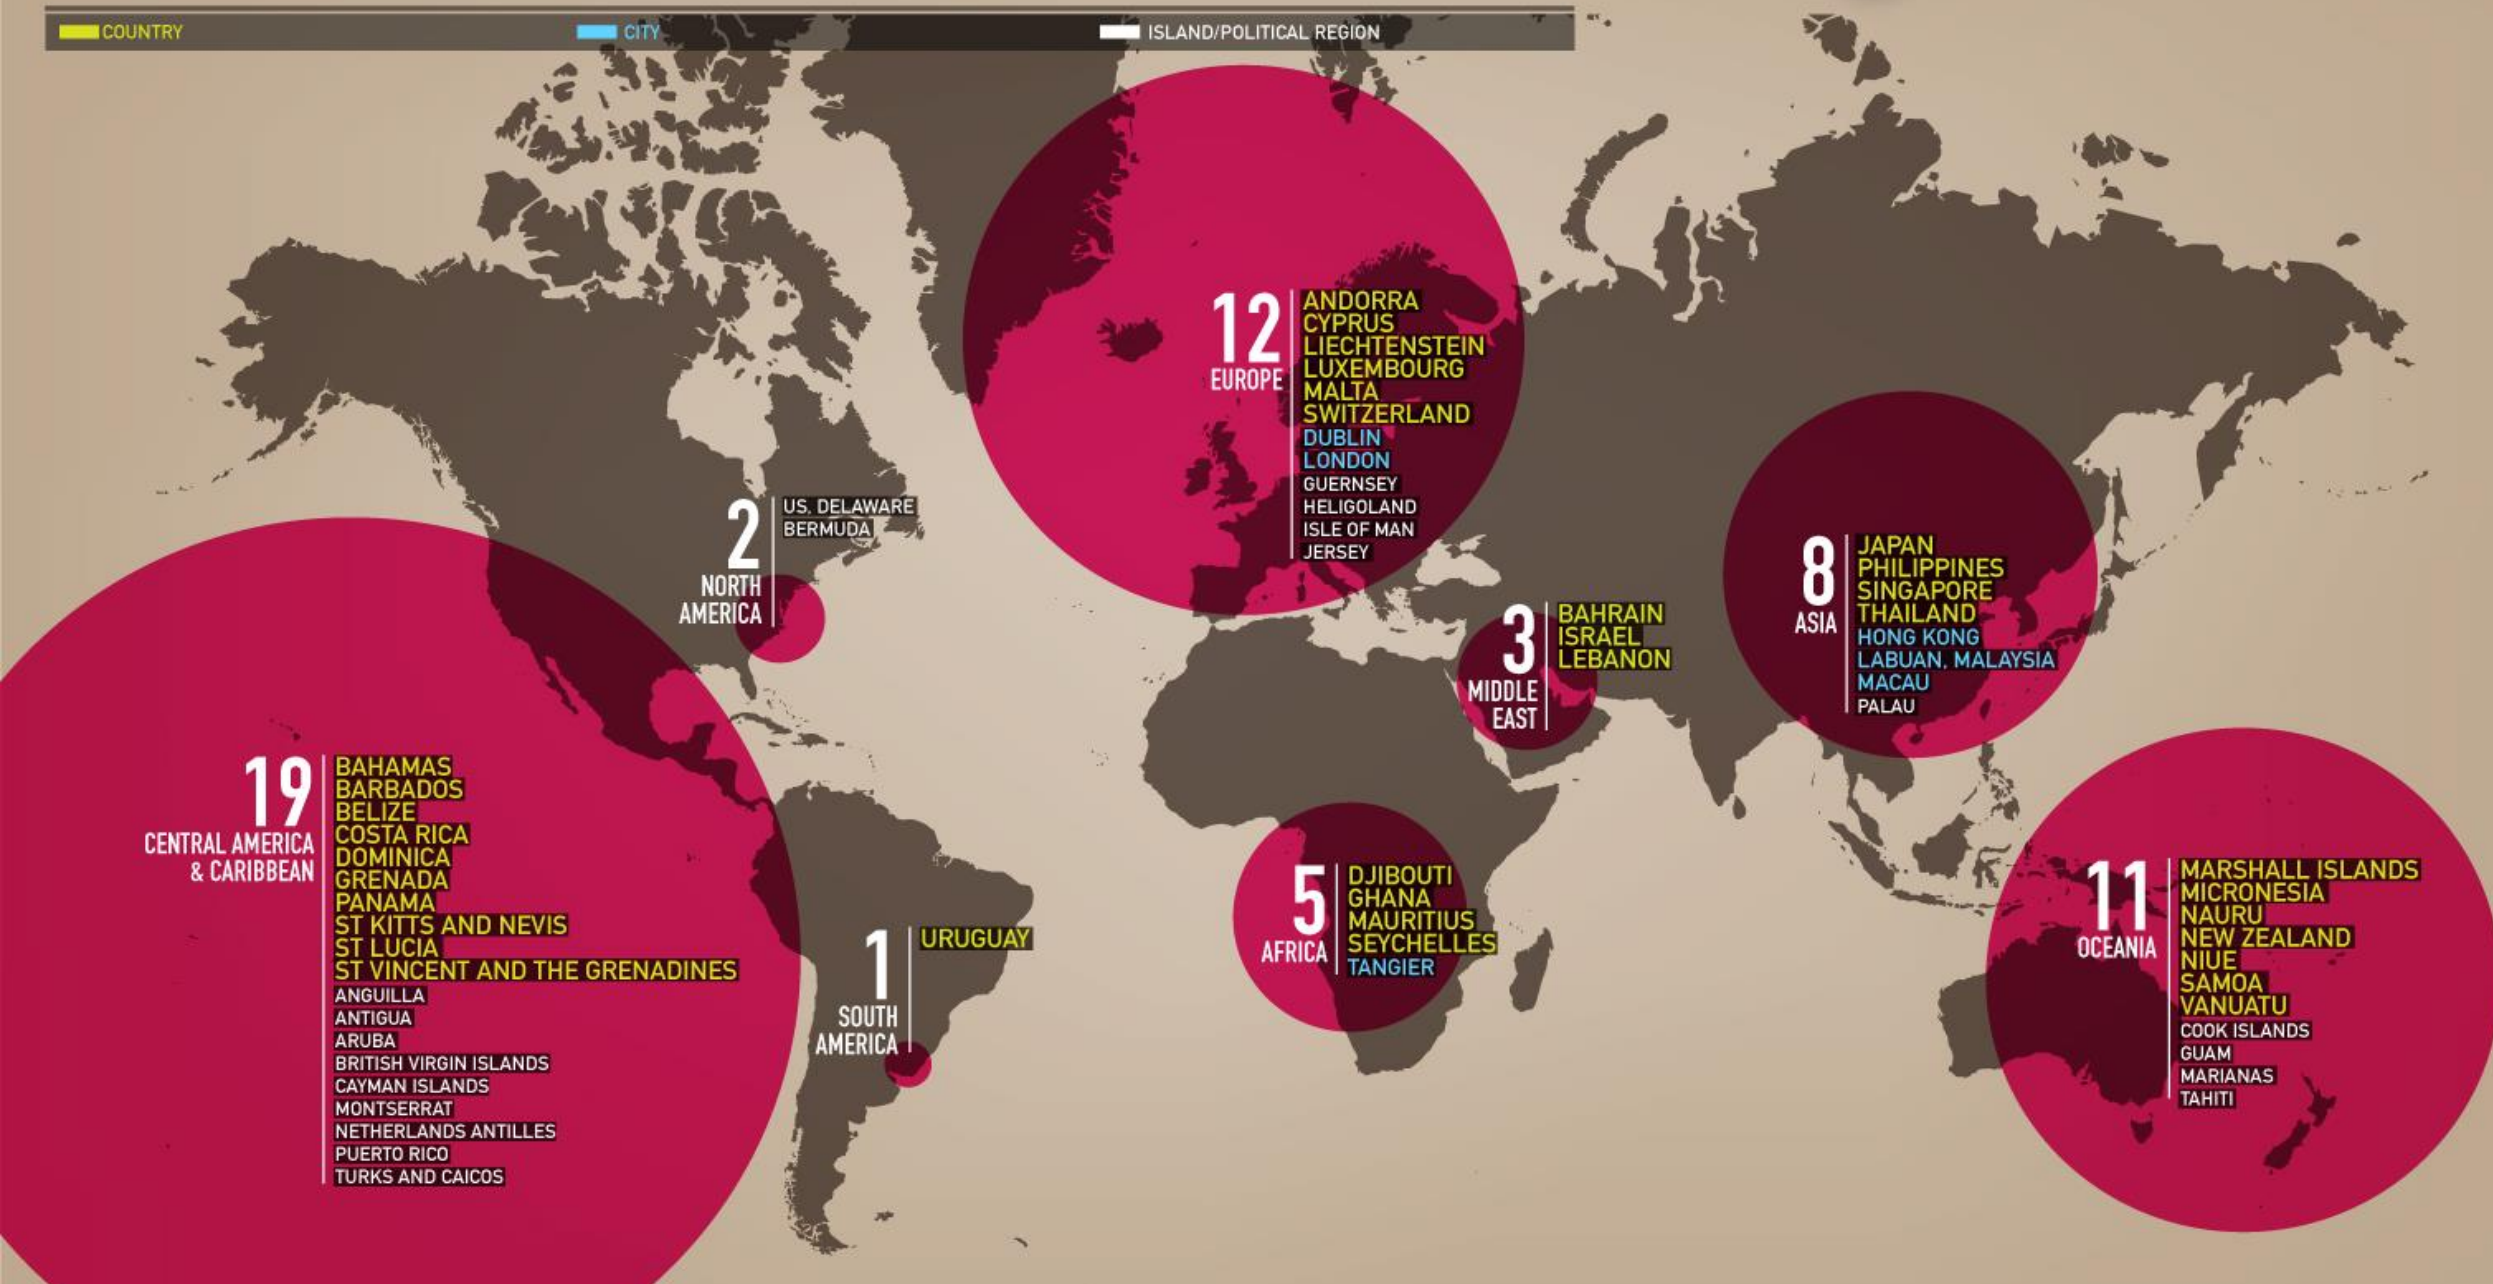 COUNTRY
CITY
ISLAND/POLITICAL REGION
12
EUROPE
ANDORRA
CYPRUS
LIECHTENSTEIN
LUXEMBOURG
MALTA
SWITZERLAND
DUBLIN
LONDON
GUERNSEY
HELIGOLAND
ISLE OF MAN
JERSEY
2
NORTH
AMERICA
US, DELAWARE
BERMUDA
8
ASIA
JAPAN
PHILIPPINES
SINGAPORE
THAILAND
HONG KONG
LABUAN, MALAYSIA
MACAU
PALAU
3
MIDDLE
EAST
BAHRAIN
ISRAEL
LEBANON
19
CENTRAL AMERICA
& CARIBBEAN
BAHAMAS
BARBADOS
BELIZE
COSTA RICA
DOMINICA
GRENADA
PANAMA
ST KITTS AND NEVIS
ST LUCIA
ST VINCENT AND THE GRENADINES
ANGUILLA
ANTIGUA
ARUBA
BRITISH VIRGIN ISLANDS
CAYMAN ISLANDS
MONTSERRAT
NETHERLANDS ANTILLES
PUERTO RICO
TURKS AND CAICOS
1
SOUTH
AMERICA
URUGUAY
5
AFRICA
DJIBOUTI
GHANA
MAURITIUS
SEYCHELLES
TANGIER
11
OCEANIA
MARSHALL ISLANDS
MICRONESIA
NAURU
NEW ZEALAND
NIUE
SAMOA
VANUATU
COOK ISLANDS
GUAM
MARIANAS
TAHITI